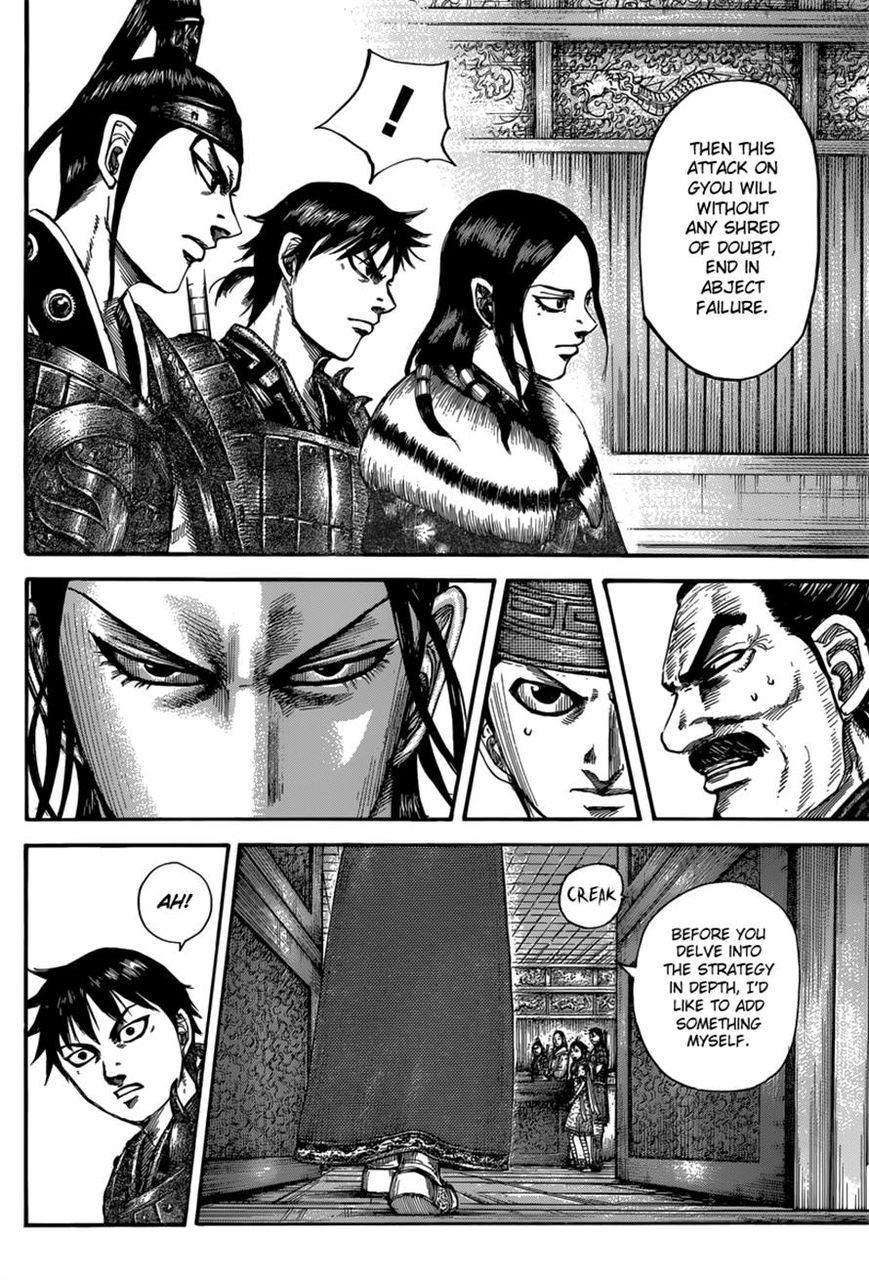 THEN THIS
ATTACK ON
GYOU WILL
WITHOUT
ANY SHRED
OF DOUBT,
END IN
ABJECT
FAILURE.
!
BEFORE YOU
DELVE INTO
THE STRATEGY
IN DEPTH, I'D
LIKE TO ADD
SOMETHING
MYSELF.
CREAK
AH!